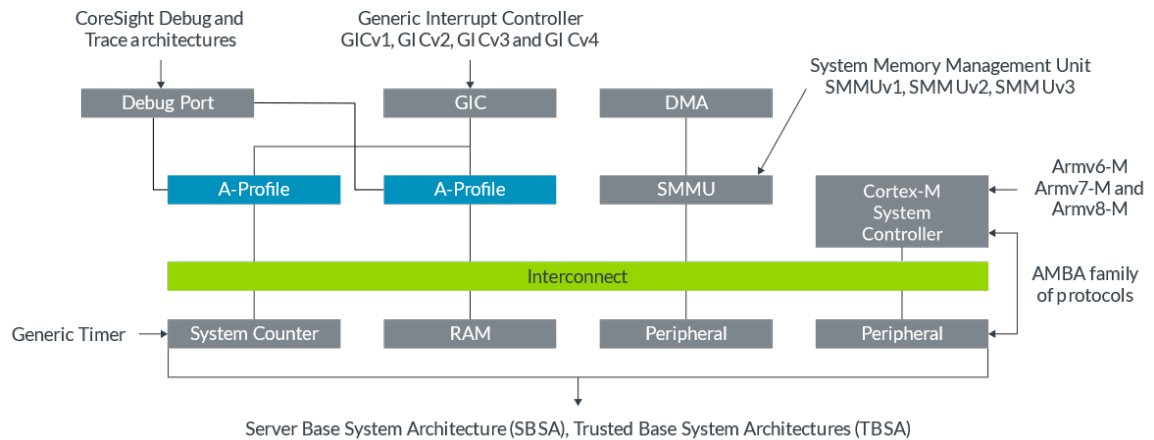 CoreSight Debug and
Trace architectures
Generic Interrupt Controller
GICv1, GICv2, GICv3 and GICv4
System Memory Management Unit
SMMUv1, SMMUv2, SMMUv3
Debug Port
GIC
DMA
A-Profile
A-Profile
SMMU
Cortex-M
System
Controller
Armv6-M
Armv7-M and
Armv8-M
Interconnect
AMBA family
of protocols
Generic Timer
System Counter
RAM
Peripheral
Peripheral
Server Base System Architecture (SBSA), Trusted Base System Architectures (TBSA)